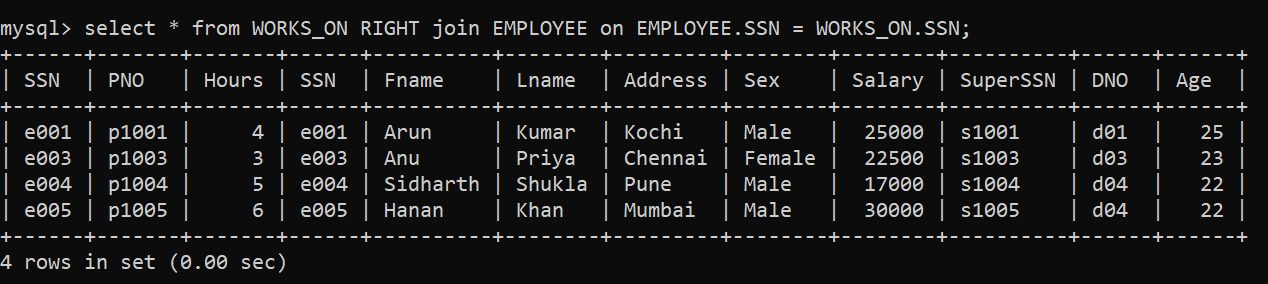 mysql> select * from WORKS_ON RIGHT join EMPLOYEE on EMPLOYEE.SSN = WORKS_ON.SSN;
+------+-------+-------+------+----------+--------+---------+--------+--------+----------+------+------+
| SSN  | PNO   | Hours | SSN  | Fname    | Lname  | Address | Sex    | Salary | SuperSSN | DNO  | Age  |
+------+-------+-------+------+----------+--------+---------+--------+--------+----------+------+------+
| e001 | p1001 |     4 | e001 | Arun     | Kumar  | Kochi   | Male   |  25000 | s1001    | d01  |   25 |
| e003 | p1003 |     3 | e003 | Anu      | Priya  | Chennai | Female |  22500 | s1003    | d03  |   23 |
| e004 | p1004 |     5 | e004 | Sidharth | Shukla | Pune    | Male   |  17000 | s1004    | d04  |   22 |
| e005 | p1005 |     6 | e005 | Hanan    | Khan   | Mumbai  | Male   |  30000 | s1005    | d04  |   22 |
+------+-------+-------+------+----------+--------+---------+--------+--------+----------+------+------+
4 rows in set (0.00 sec)